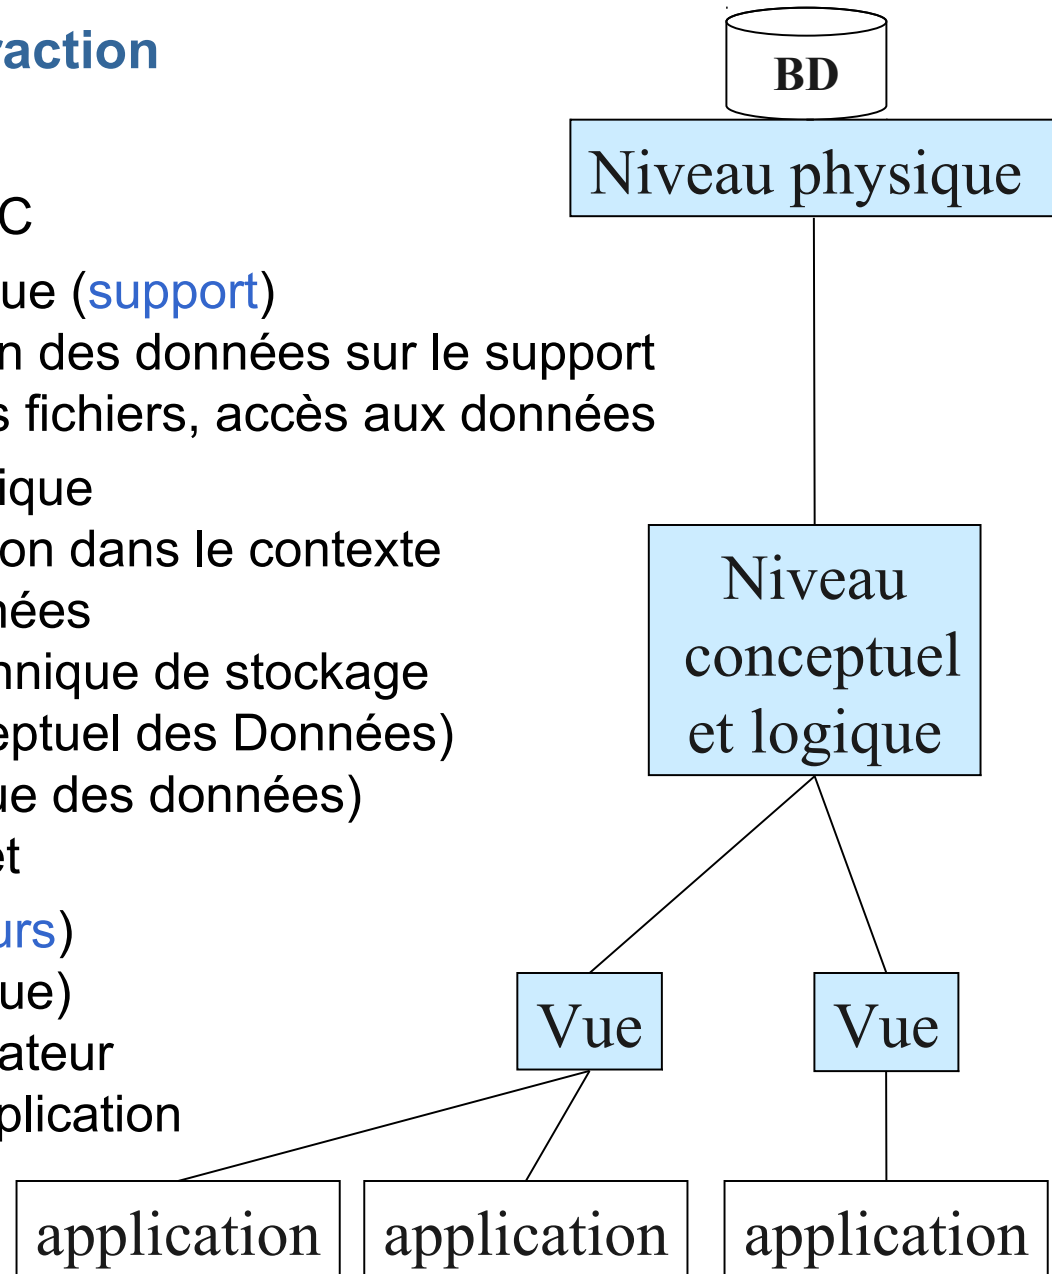 raction
C
ue (support)
n des données sur le support
s fichiers, accès aux données
ique
on dans le contexte
nées
hnique de stockage
eptuel des Données)
ue des données)
et
urs)
ue)
ateur
plication
BD
Niveau physique
Niveau
conceptuel
et logique
Vue
Vue
application
application
application